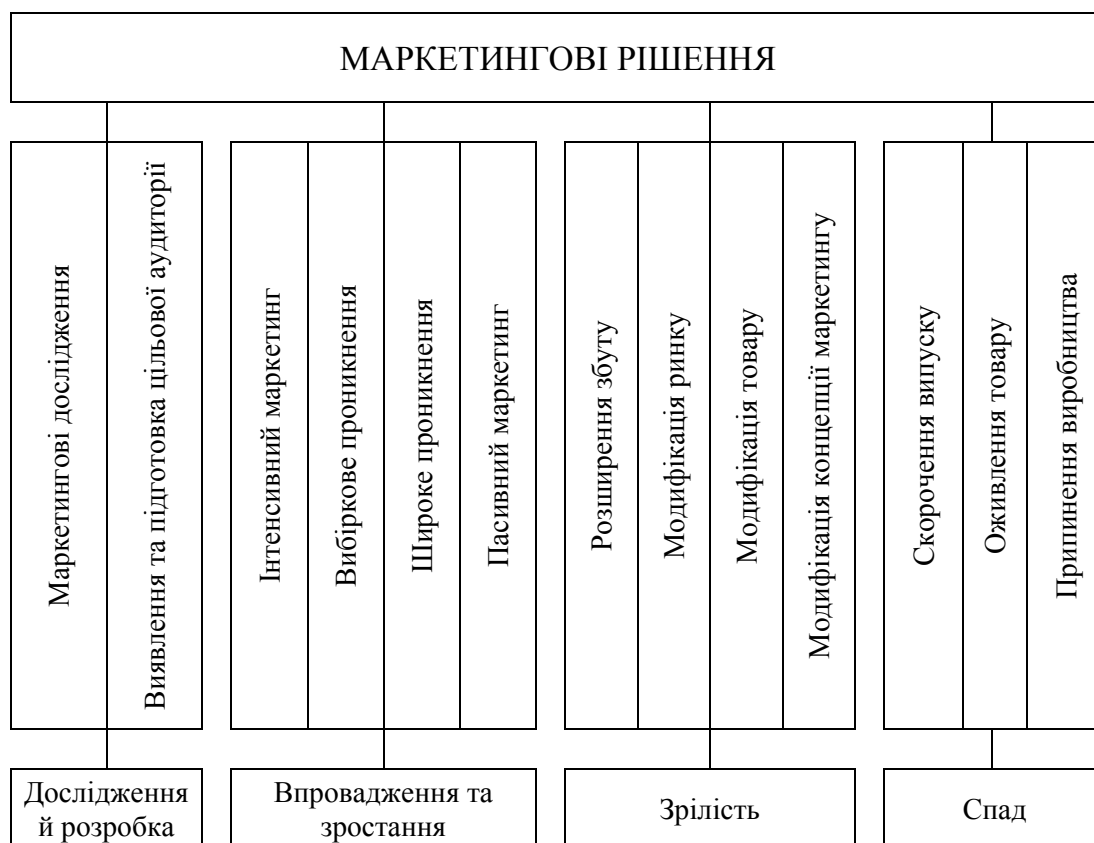 МАРКЕТИНГОВІ РІШЕННЯ
Маркетингові дослідження
Виявлення та підготовка цільової аудиторії
Інтенсивний маркетинг
Вибіркове проникнення
Широке проникнення
Пасивний маркетинг
Розширення збуту
Модифікація ринку
Модифікація товару
Модифікація концепції маркетингу
Скорочення випуску
Оживлення товару
Припинення виробництва
Дослідження
й розробка
Впровадження та
зростання
Зрілість
Спад